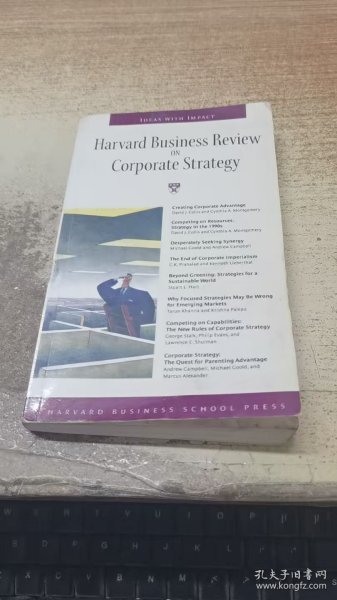 IDEAS WITH IMPACT
Harvard Business Review
ON
Corporate Strategy
Creating Corporate Advantage
David J. Collis and Cynthia A. Montgomery
Competing on Resources:
Strategy in the 1990s
David J. Collis and Cynthia A. Montgomery
Desperately Seeking Synergy
Michael Goold and Andrew Campbell
The End of Corporate Imperialism
C.K. Prahalad and Kenneth Lieberthal
Beyond Greening: Strategies for a
Sustainable World
Stuart L. Hart
Why Focused Strategies May Be Wrong
for Emerging Markets
Tarun Khanna and Krishna Palepu
Competing on Capabilities:
The New Rules of Corporate Strategy
George Stalk, Philip Evans, and
Lawrence E. Shulman
Corporate Strategy:
The Quest for Parenting Advantage
Andrew Campbell, Michael Goold, and
Marcus Alexander
HARVARD BUSINESS SCHOOL PRESS
孔夫子旧书网
www.kongfz.com